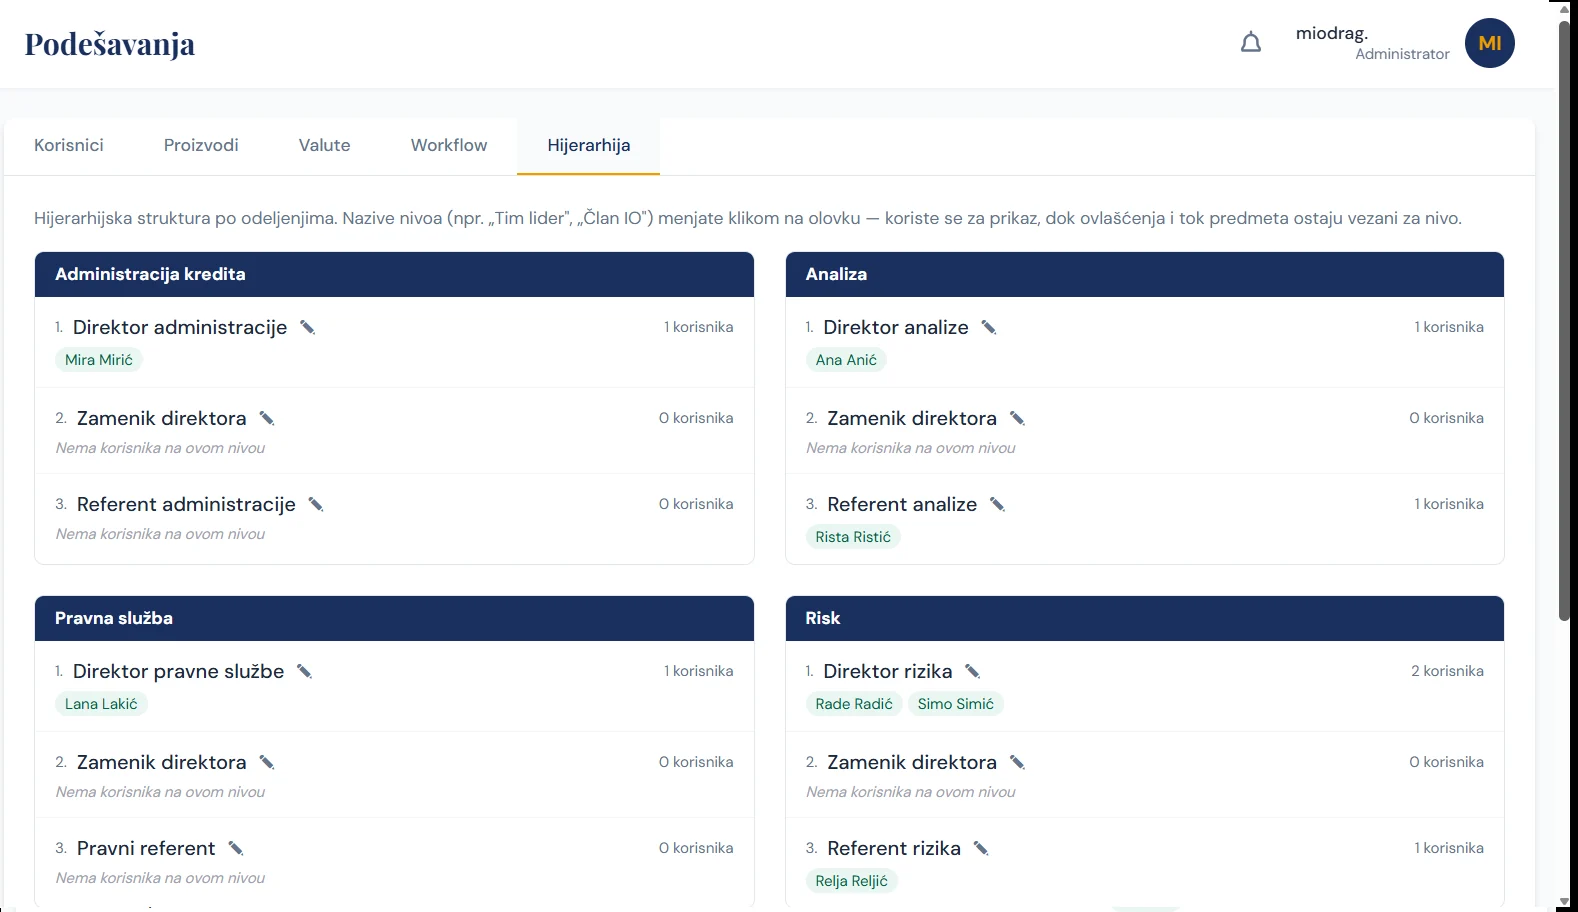 Podešavanja
miodrag.
Administrator
MI
Korisnici
Proizvodi
Valute
Workflow
Hijerarhija
Hijerarhijska struktura po odeljenjima. Nazive nivoa (npr. „Tim lider", „Član IO") menjate klikom na olovku — koriste se za prikaz, dok ovlašćenja i tok predmeta ostaju vezani za nivo.
Administracija kredita
1. Direktor administracije
1 korisnika
Mira Mirić
2. Zamenik direktora
0 korisnika
Nema korisnika na ovom nivou
3. Referent administracije
0 korisnika
Nema korisnika na ovom nivou
Analiza
1. Direktor analize
1 korisnika
Ana Anić
2. Zamenik direktora
0 korisnika
Nema korisnika na ovom nivou
3. Referent analize
1 korisnika
Rista Ristić
Pravna služba
1. Direktor pravne službe
1 korisnika
Lana Lakić
2. Zamenik direktora
0 korisnika
Nema korisnika na ovom nivou
3. Pravni referent
0 korisnika
Nema korisnika na ovom nivou
Risk
1. Direktor rizika
2 korisnika
Rade Radić
Simo Simić
2. Zamenik direktora
0 korisnika
Nema korisnika na ovom nivou
3. Referent rizika
1 korisnika
Relja Reljić